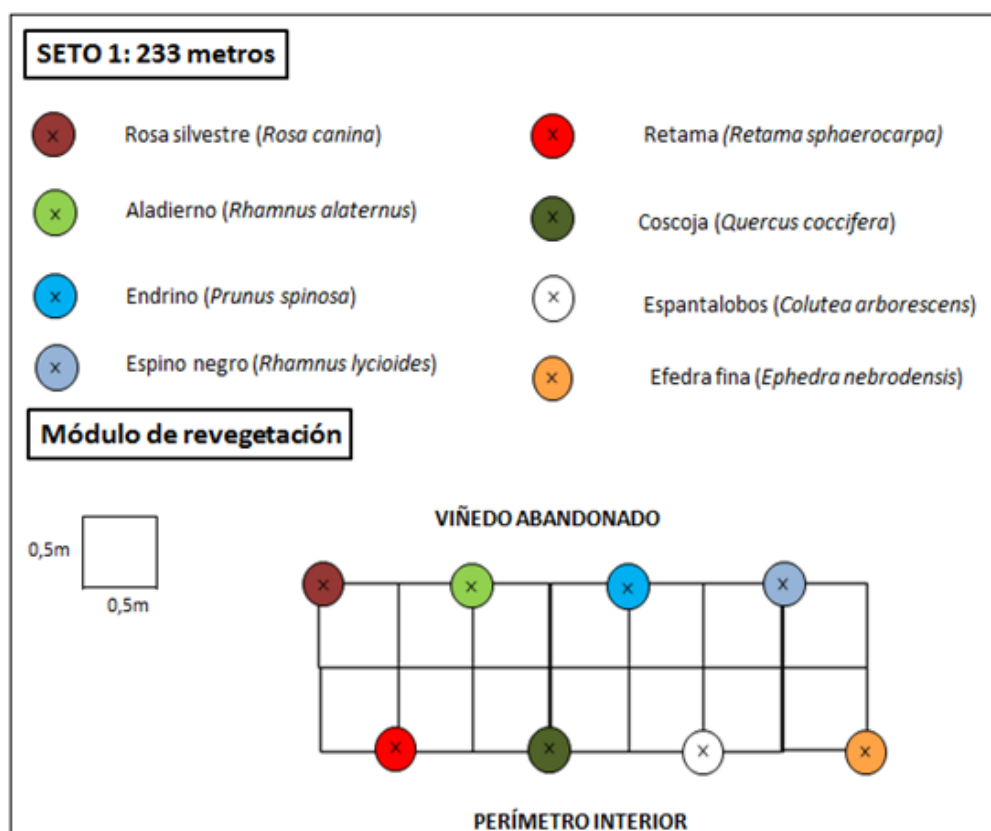 SETO 1: 233 metros
Rosa silvestre (Rosa canina)
Retama (Retama sphaerocarpa)
Aladierno (Rhamnus alaternus)
Coscoja (Quercus coccifera)
Endrino (Prunus spinosa)
Espantalobos (Colutea arborescens)
Espino negro (Rhamnus lycioides)
Efedra fina (Ephedra nebrodensis)
Módulo de revegetación
VIÑEDO ABANDONADO
0,5m
0,5m
PERÍMETRO INTERIOR